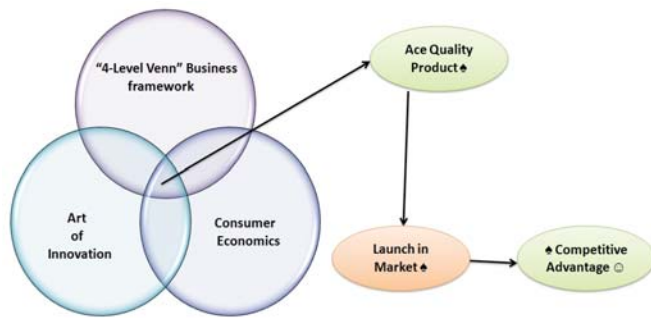 “4-Level Venn” Business
framework
Art
of
Innovation
Consumer
Economics
Ace Quality
Product ♠
Launch in
Market ♠
♠ Competitive
Advantage ☺